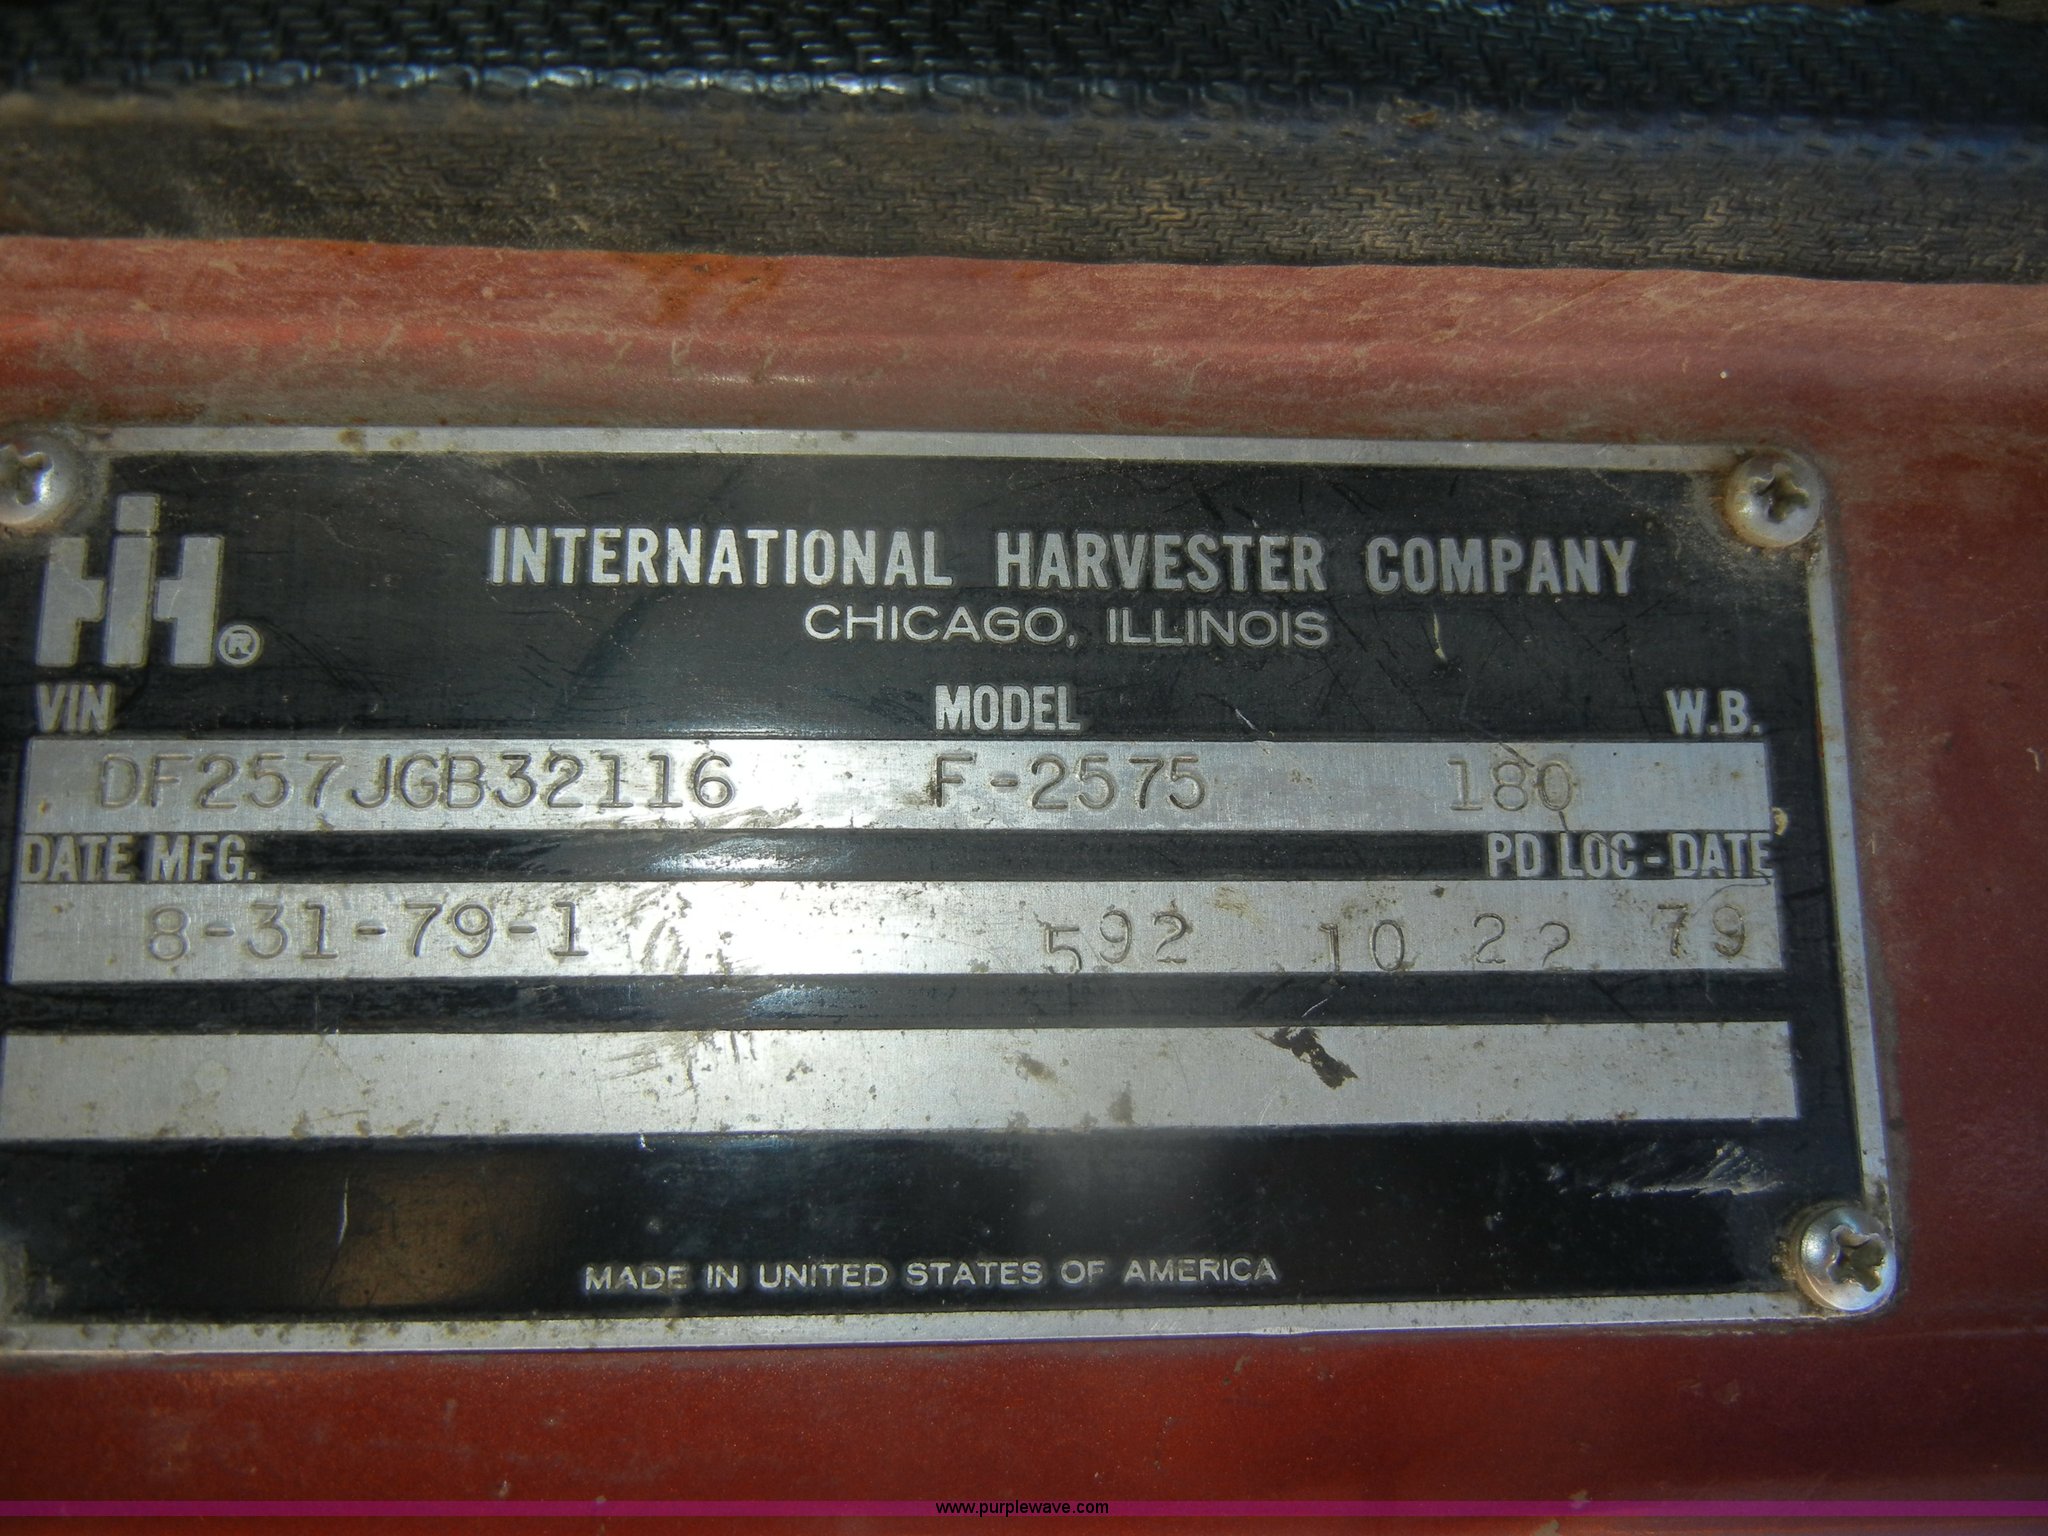 IH®
INTERNATIONAL HARVESTER COMPANY
CHICAGO, ILLINOIS
VIN MODEL W.B.
DF257JGB32116 F-2575 180
DATE MFG. PD LOC-DATE
8-31-79-1 592 10 22 79
MADE IN UNITED STATES OF AMERICA
www.purplewave.com